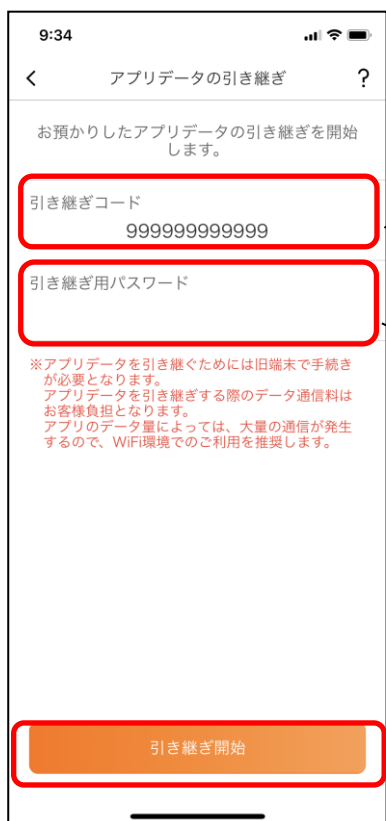 9:34
アプリデータの引き継ぎ ?
お預かりしたアプリデータの引き継ぎを開始
します。
引き継ぎコード
999999999999
引き継ぎ用パスワード
※アプリデータを引き継ぐためには旧端末で手続き
が必要となります。
アプリデータを引き継ぎする際のデータ通信料は
お客様負担となります。
アプリのデータ量によっては、大量の通信が発生
するので、WiFi環境でのご利用を推奨します。
引き継ぎ開始